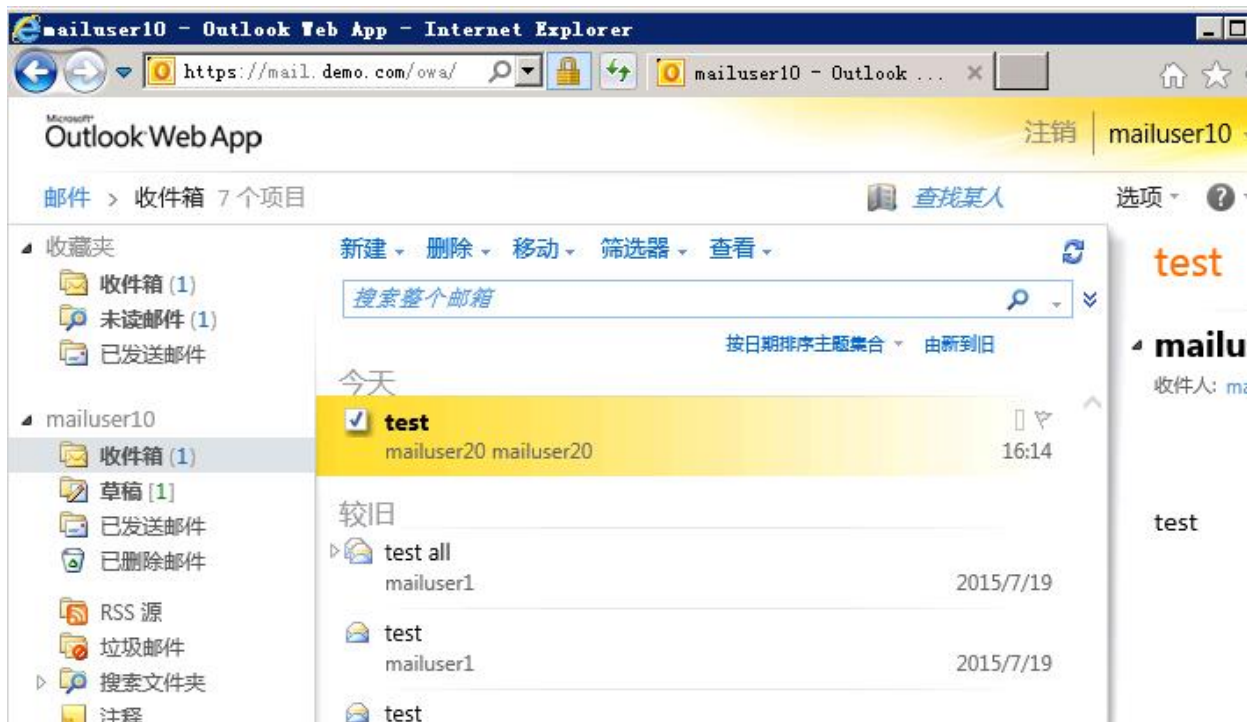 mailuser10 - Outlook Web App - Internet Explorer
https://mail.demo.com/owa/ mailuser10 - Outlook ...
Microsoft®
Outlook Web App
注销 mailuser10
邮件 > 收件箱 7 个项目 查找某人 选项
收藏夹
收件箱 (1)
未读邮件 (1)
已发送邮件
mailuser10
收件箱 (1)
草稿 [1]
已发送邮件
已删除邮件
RSS 源
垃圾邮件
搜索文件夹
注释
新建 删除 移动 筛选器 查看
搜索整个邮箱
按日期排序主题集合 由新到旧
今天
test
mailuser20 mailuser20 16:14
较旧
test all
mailuser1 2015/7/19
test
mailuser1 2015/7/19
test
test
mailu
收件人: ma
test